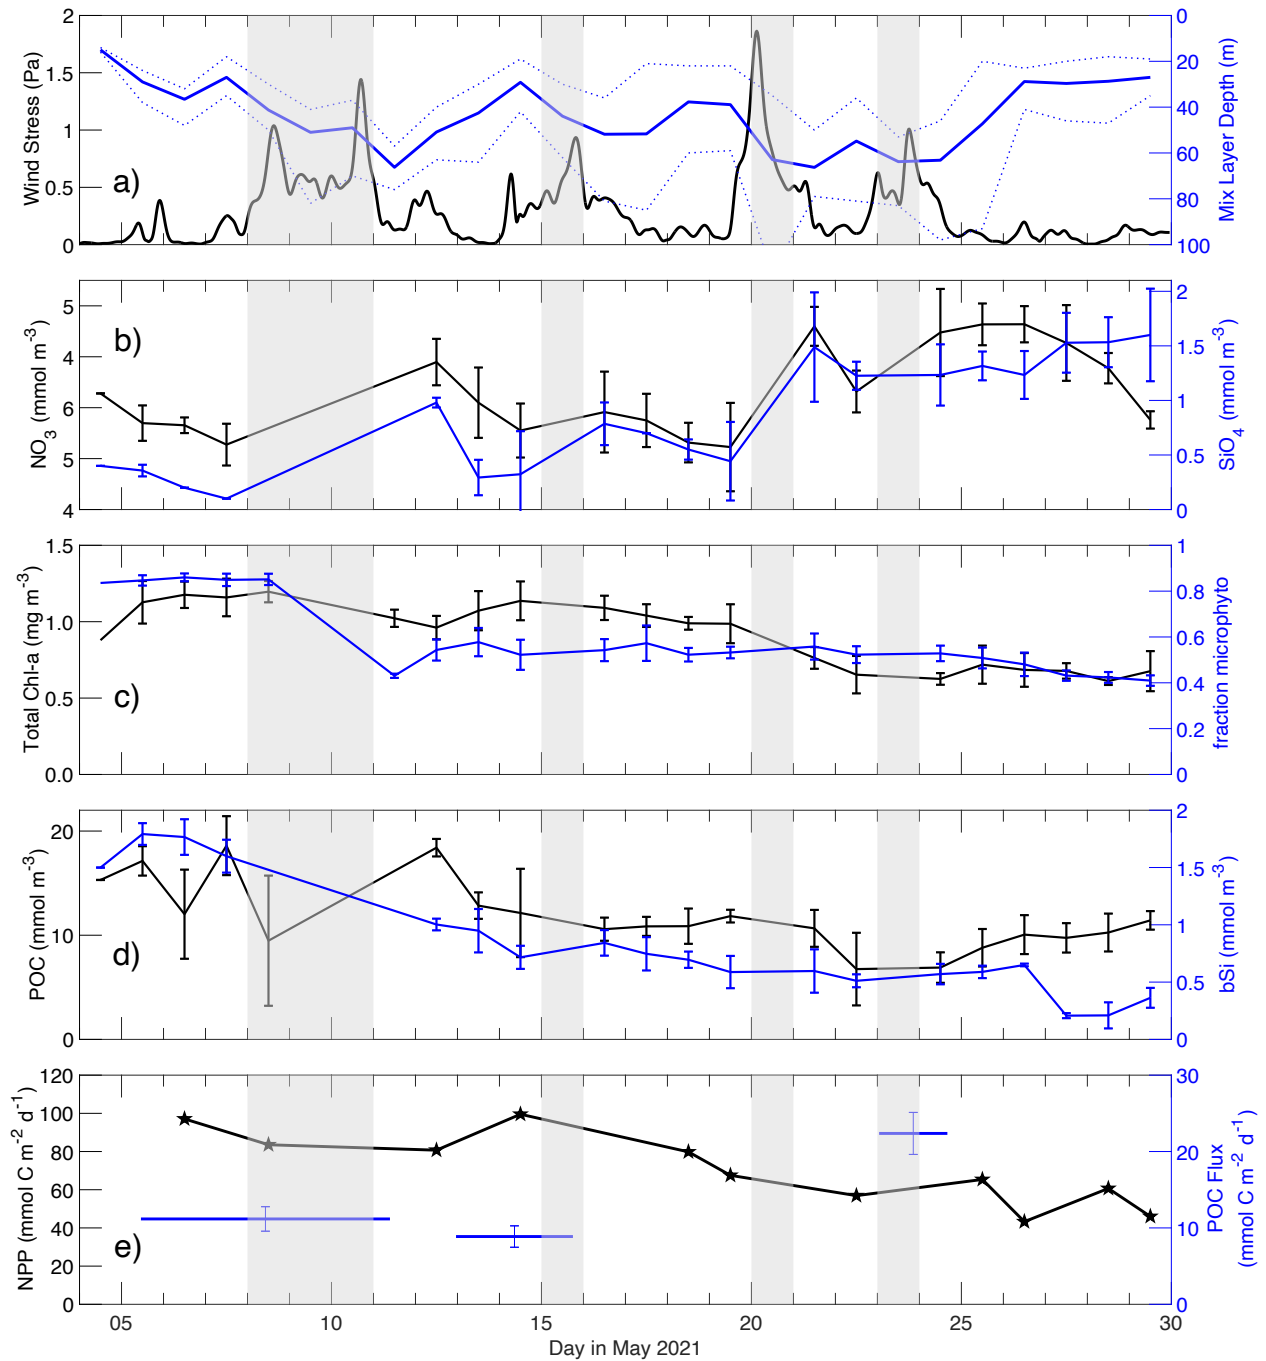 2
1.5
1
0.5
0
Wind Stress (Pa)
a)
0
20
40
60
80
100
Mix Layer Depth (m)
5
4
6
5
4
NO3 (mmol m-3)
b)
2
1.5
1
0.5
0
SiO4 (mmol m-3)
1.5
1.0
0.5
0.0
Total Chl-a (mg m-3)
c)
1
0.8
0.6
0.4
0.2
0
fraction microphyto
20
10
0
POC (mmol m-3)
d)
2
1.5
1
0.5
0
bSi (mmol m-3)
120
100
80
60
40
20
0
NPP (mmol C m-2 d-1)
e)
30
20
10
0
POC Flux
(mmol C m-2 d-1)
05 10 15 20 25 30
Day in May 2021